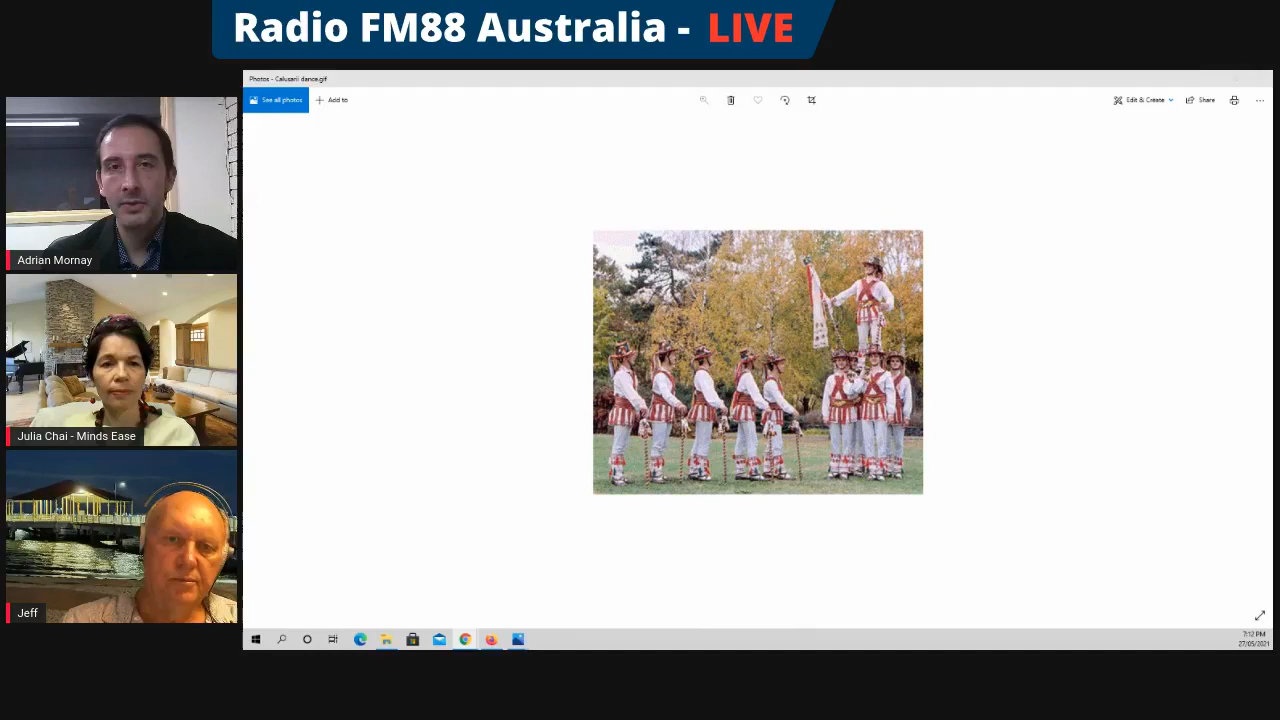 Radio FM88 Australia - LIVE
Photos - Calusarii dance.gif
See all photos
Add to
Edit & Create
Share
Adrian Mornay
Julia Chai - Minds Ease
Jeff
7:12 PM
27/05/2021